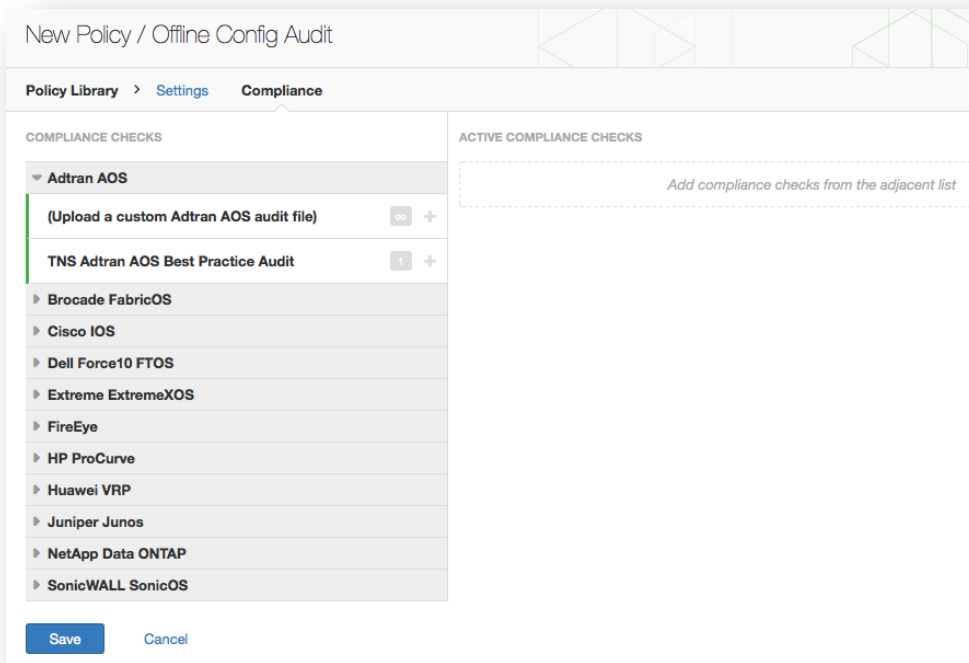 New Policy / Offline Config Audit
Policy Library > Settings Compliance
COMPLIANCE CHECKS
Adtran AOS
(Upload a custom Adtran AOS audit file) ∞ +
TNS Adtran AOS Best Practice Audit 1 +
Brocade FabricOS
Cisco IOS
Dell Force10 FTOS
Extreme ExtremeXOS
FireEye
HP ProCurve
Huawei VRP
Juniper Junos
NetApp Data ONTAP
SonicWALL SonicOS
Save Cancel
ACTIVE COMPLIANCE CHECKS
Add compliance checks from the adjacent list